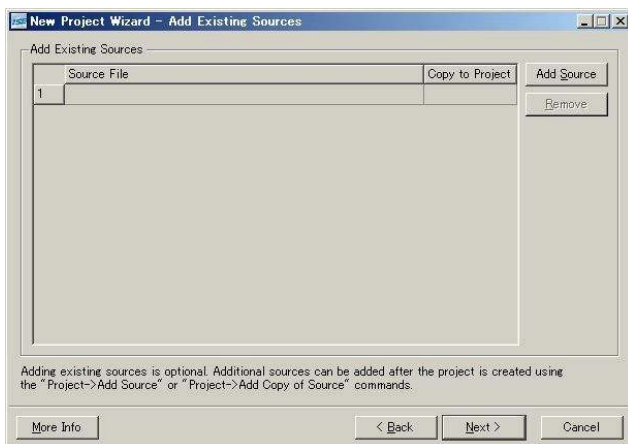 ISE New Project Wizard - Add Existing Sources
Add Existing Sources
Source File Copy to Project
Add Source
1
Remove
Adding existing sources is optional. Additional sources can be added after the project is created using
the "Project->Add Source" or "Project->Add Copy of Source" commands.
More Info < Back Next > Cancel